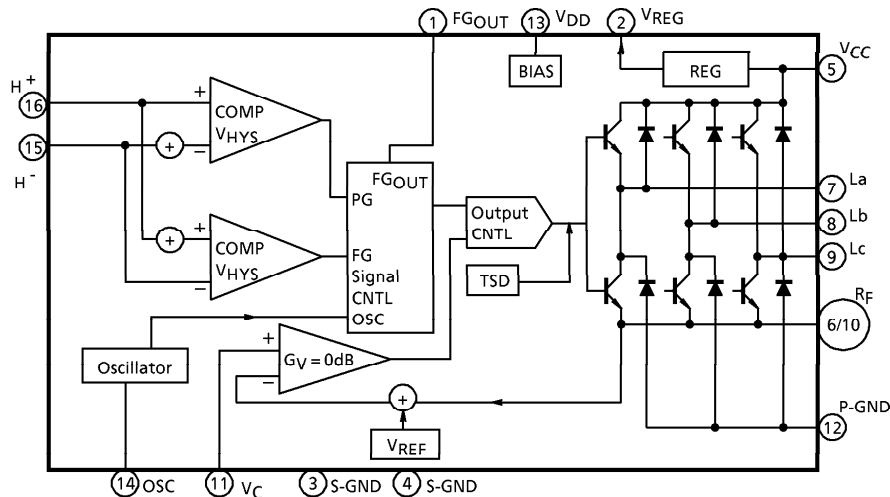 1 FGOUT 13 VDD 2 VREG
BIAS REG VCC
5
H+
16
15
H-
+ COMP
VHYS
+ −
FGOUT
PG
+ + COMP
VHYS
−
FG
Signal
CNTL
OSC
Output
CNTL
TSD
La
7
Lb
8
Lc
9
RF
6/10
Oscillator
+ GV = 0dB
−
+
VREF
P-GND
12
14 OSC 11 VC 3 S-GND 4 S-GND